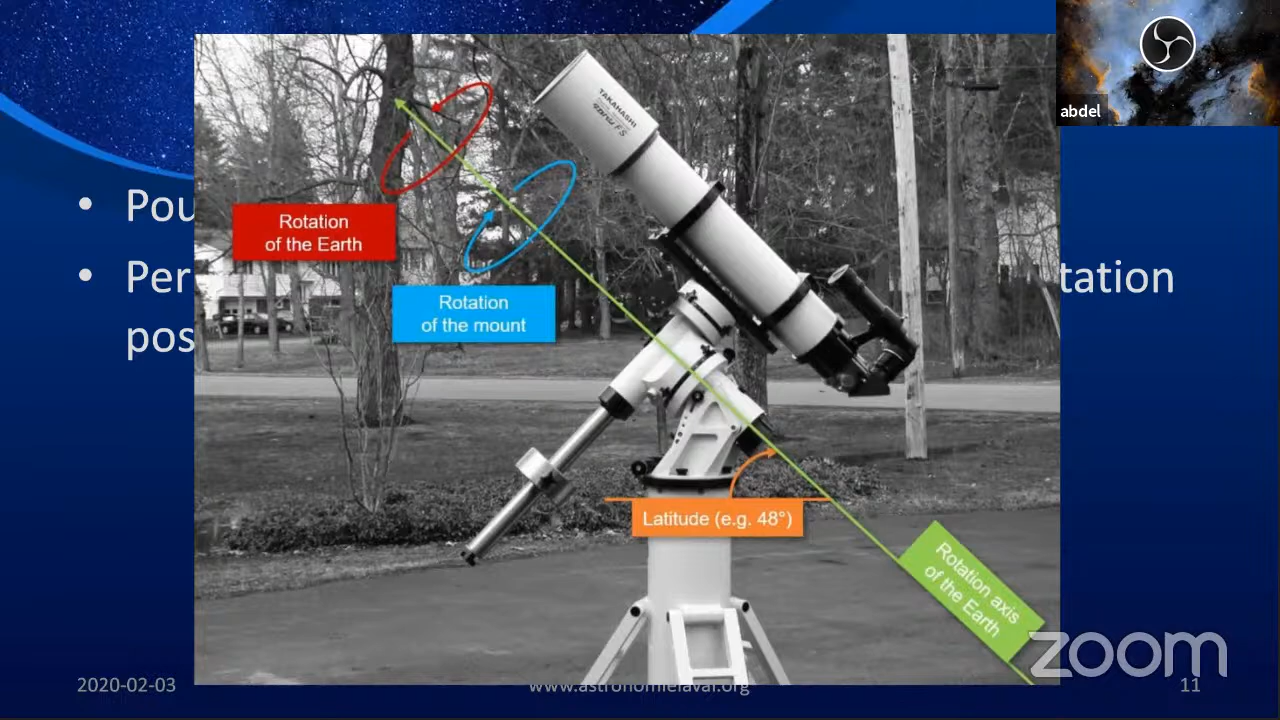 abdel
TAKAHASHI
• Pou
Rotation
of the Earth
• Per
tation
Rotation
of the mount
pos
Latitude (e.g. 48°)
Rotation axis
of the Earth
zoom
2020-02-03
www.astronomielaval.org
11